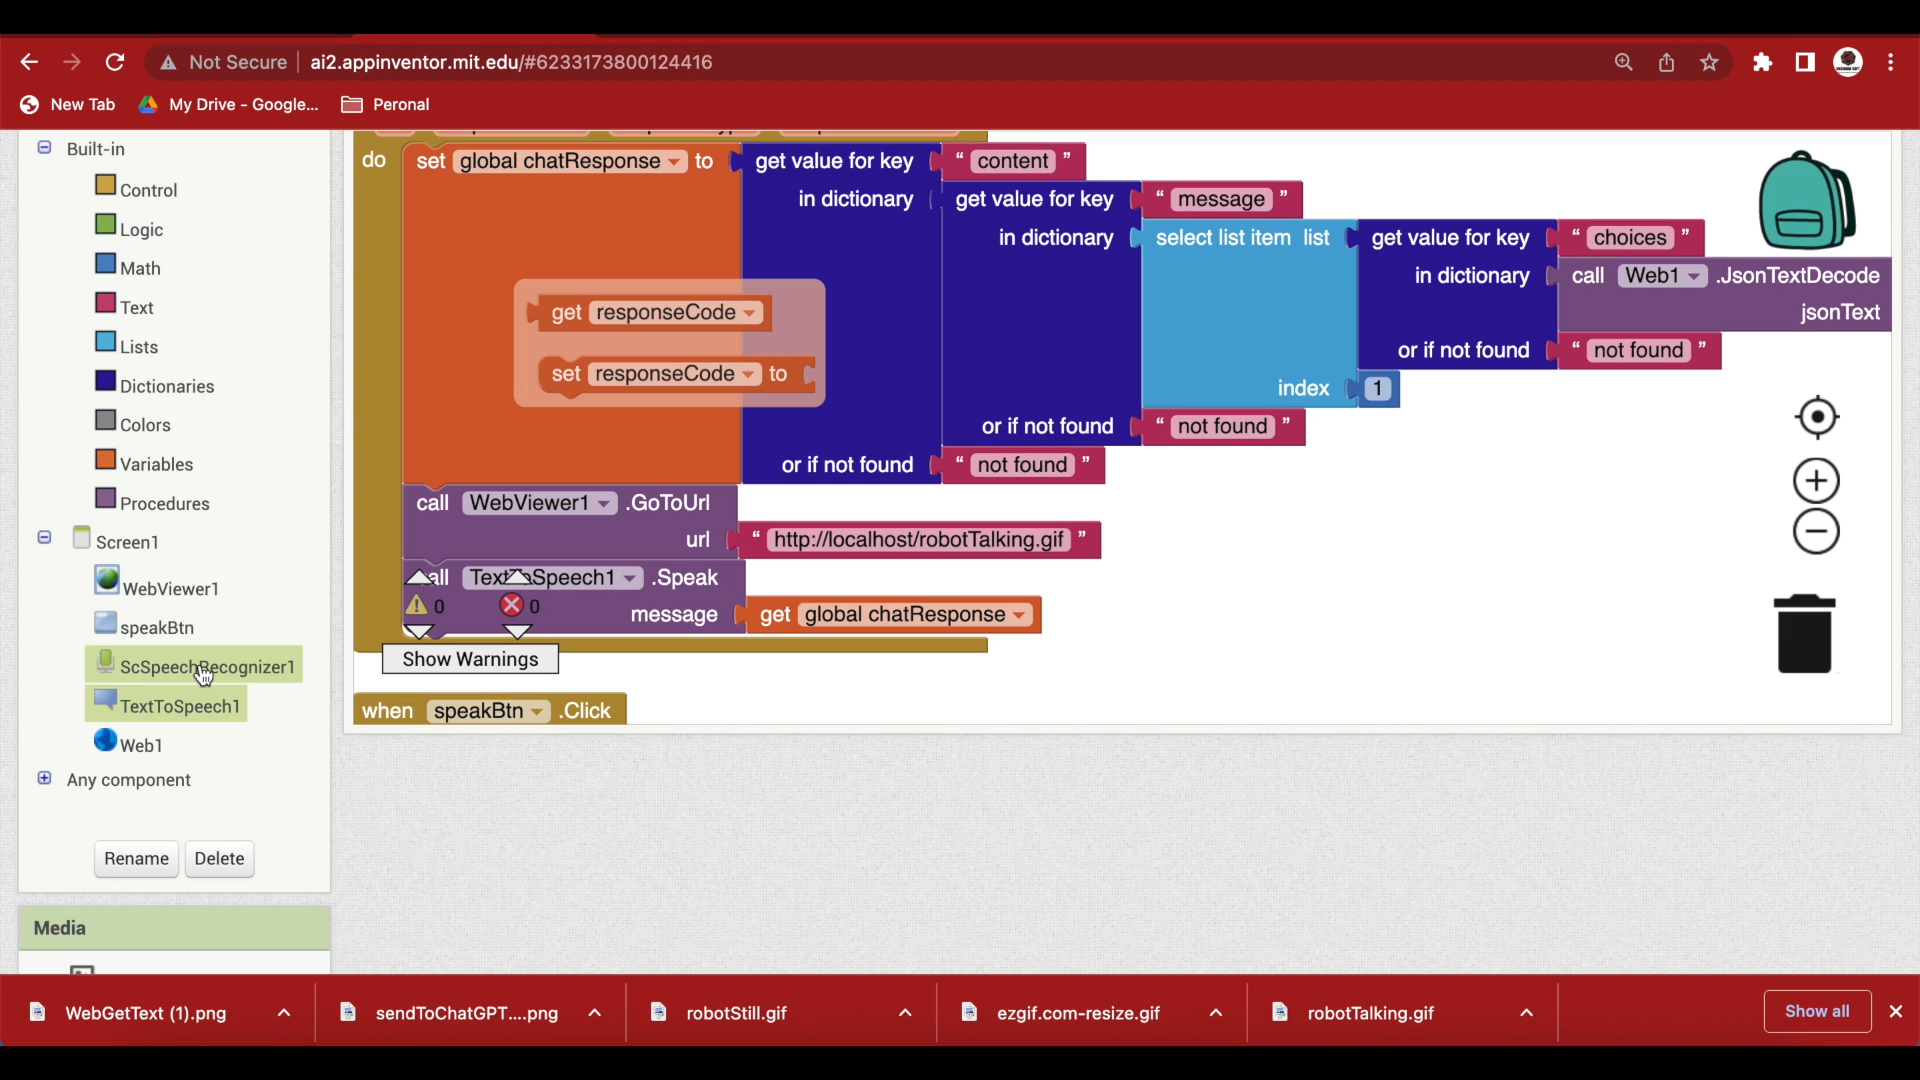 Not Secure | ai2.appinventor.mit.edu/#6233173800124416
New Tab My Drive - Google... Peronal
Built-in
Control
Logic
Math
Text
Lists
Dictionaries
Colors
Variables
Procedures
Screen1
WebViewer1
speakBtn
ScSpeechRecognizer1
TextToSpeech1
Web1
Any component
Rename Delete
Media
do set global chatResponse to get value for key “ content ”
in dictionary get value for key “ message ”
in dictionary select list item list get value for key “ choices ”
in dictionary call Web1 .JsonTextDecode
jsonText
get responseCode
or if not found “ not found ”
set responseCode to
index 1
or if not found “ not found ”
or if not found “ not found ”
call WebViewer1 .GoToUrl
url “ http://localhost/robotTalking.gif ”
call TextToSpeech1 .Speak
0 0 message get global chatResponse
Show Warnings
when speakBtn .Click
WebGetText (1).png sendToChatGPT....png robotStill.gif ezgif.com-resize.gif robotTalking.gif Show all